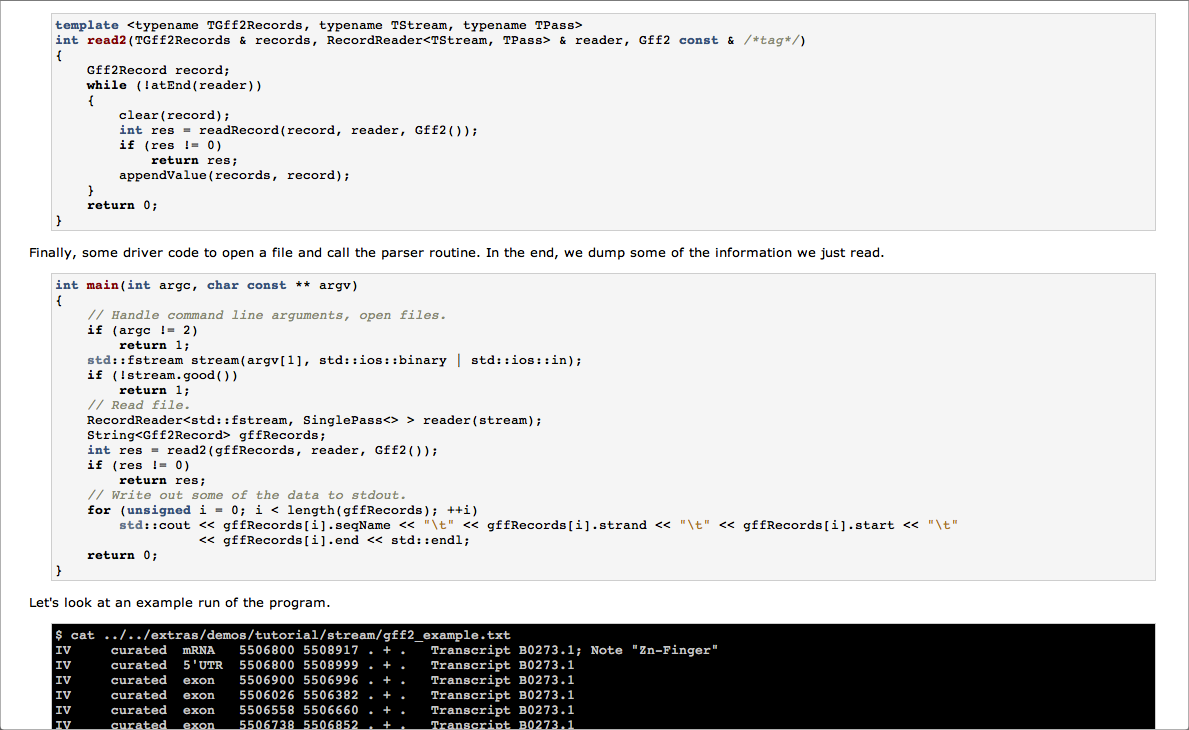 template <typename TGff2Records, typename TStream, typename TPass>
int read2(TGff2Records & records, RecordReader<TStream, TPass> & reader, Gff2 const & /*tag*/)
{
    Gff2Record record;
    while (!atEnd(reader))
    {
        clear(record);
        int res = readRecord(record, reader, Gff2());
        if (res != 0)
            return res;
        appendValue(records, record);
    }
    return 0;
}
Finally, some driver code to open a file and call the parser routine. In the end, we dump some of the information we just read.
int main(int argc, char const ** argv)
{
    // Handle command line arguments, open files.
    if (argc != 2)
        return 1;
    std::fstream stream(argv[1], std::ios::binary | std::ios::in);
    if (!stream.good())
        return 1;
    // Read file.
    RecordReader<std::fstream, SinglePass<> > reader(stream);
    String<Gff2Record> gffRecords;
    int res = read2(gffRecords, reader, Gff2());
    if (res != 0)
        return res;
    // Write out some of the data to stdout.
    for (unsigned i = 0; i < length(gffRecords); ++i)
        std::cout << gffRecords[i].seqName << "\t" << gffRecords[i].strand << "\t" << gffRecords[i].start << "\t"
                  << gffRecords[i].end << std::endl;
    return 0;
}
Let's look at an example run of the program.
$ cat ../../extras/demos/tutorial/stream/gff2_example.txt
IV     curated  mRNA   5506800 5508917 . + .   Transcript B0273.1; Note "Zn-Finger"
IV     curated  5'UTR  5506800 5508999 . + .   Transcript B0273.1
IV     curated  exon   5506900 5506996 . + .   Transcript B0273.1
IV     curated  exon   5506026 5506382 . + .   Transcript B0273.1
IV     curated  exon   5506558 5506660 . + .   Transcript B0273.1
IV     curated  exon   5506738 5506852 . + .   Transcript B0273.1